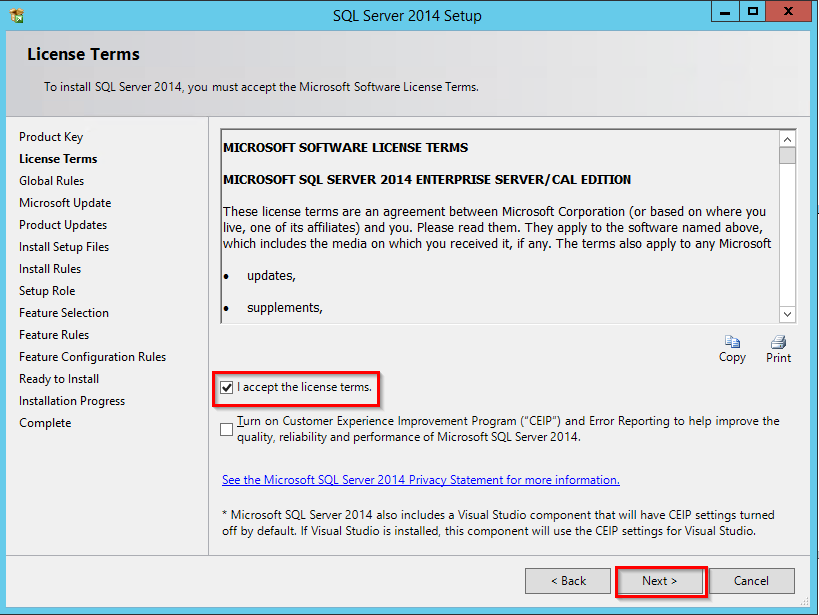 SQL Server 2014 Setup
License Terms
To install SQL Server 2014, you must accept the Microsoft Software License Terms.
Product Key
License Terms
Global Rules
Microsoft Update
Product Updates
Install Setup Files
Install Rules
Setup Role
Feature Selection
Feature Rules
Feature Configuration Rules
Ready to Install
Installation Progress
Complete
MICROSOFT SOFTWARE LICENSE TERMS
MICROSOFT SQL SERVER 2014 ENTERPRISE SERVER/CAL EDITION
These license terms are an agreement between Microsoft Corporation (or based on where you
live, one of its affiliates) and you. Please read them. They apply to the software named above,
which includes the media on which you received it, if any. The terms also apply to any Microsoft
• updates,
• supplements,
Copy Print
I accept the license terms.
Turn on Customer Experience Improvement Program ("CEIP") and Error Reporting to help improve the
quality, reliability and performance of Microsoft SQL Server 2014.
See the Microsoft SQL Server 2014 Privacy Statement for more information.
* Microsoft SQL Server 2014 also includes a Visual Studio component that will have CEIP settings turned
off by default. If Visual Studio is installed, this component will use the CEIP settings for Visual Studio.
< Back Next > Cancel